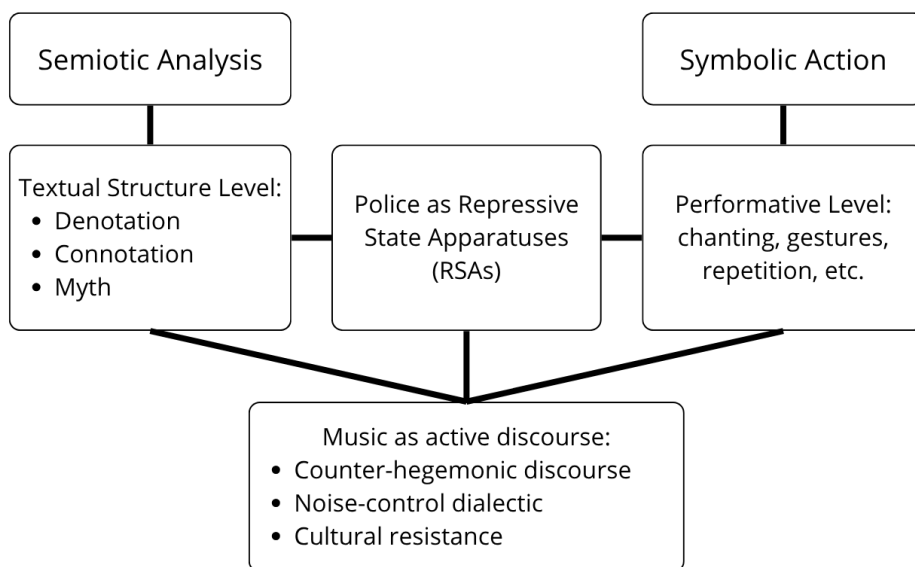 Semiotic Analysis
Symbolic Action
Textual Structure Level:
• Denotation
• Connotation
• Myth
Police as Repressive
State Apparatuses
(RSAs)
Performative Level:
chanting, gestures,
repetition, etc.
Music as active discourse:
• Counter-hegemonic discourse
• Noise-control dialectic
• Cultural resistance